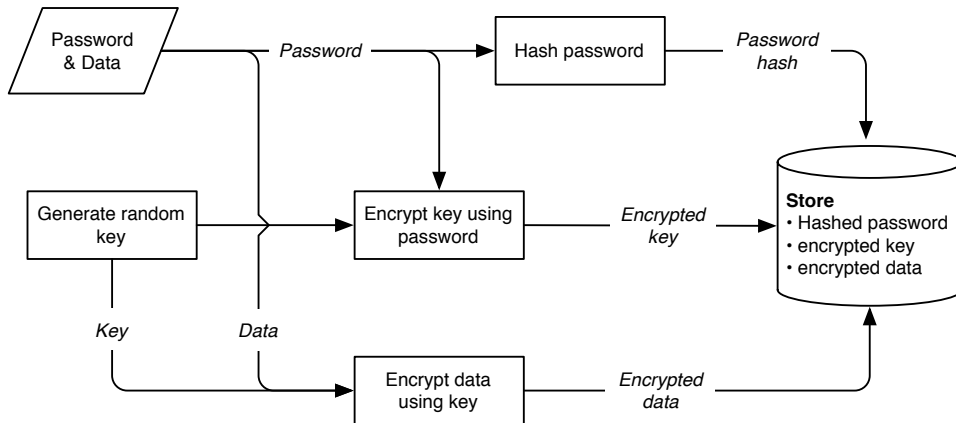 Password
& Data
Password
Hash password
Password
hash
Generate random
key
Encrypt key using
password
Encrypted
key
Store
• Hashed password
• encrypted key
• encrypted data
Key
Data
Encrypt data
using key
Encrypted
data